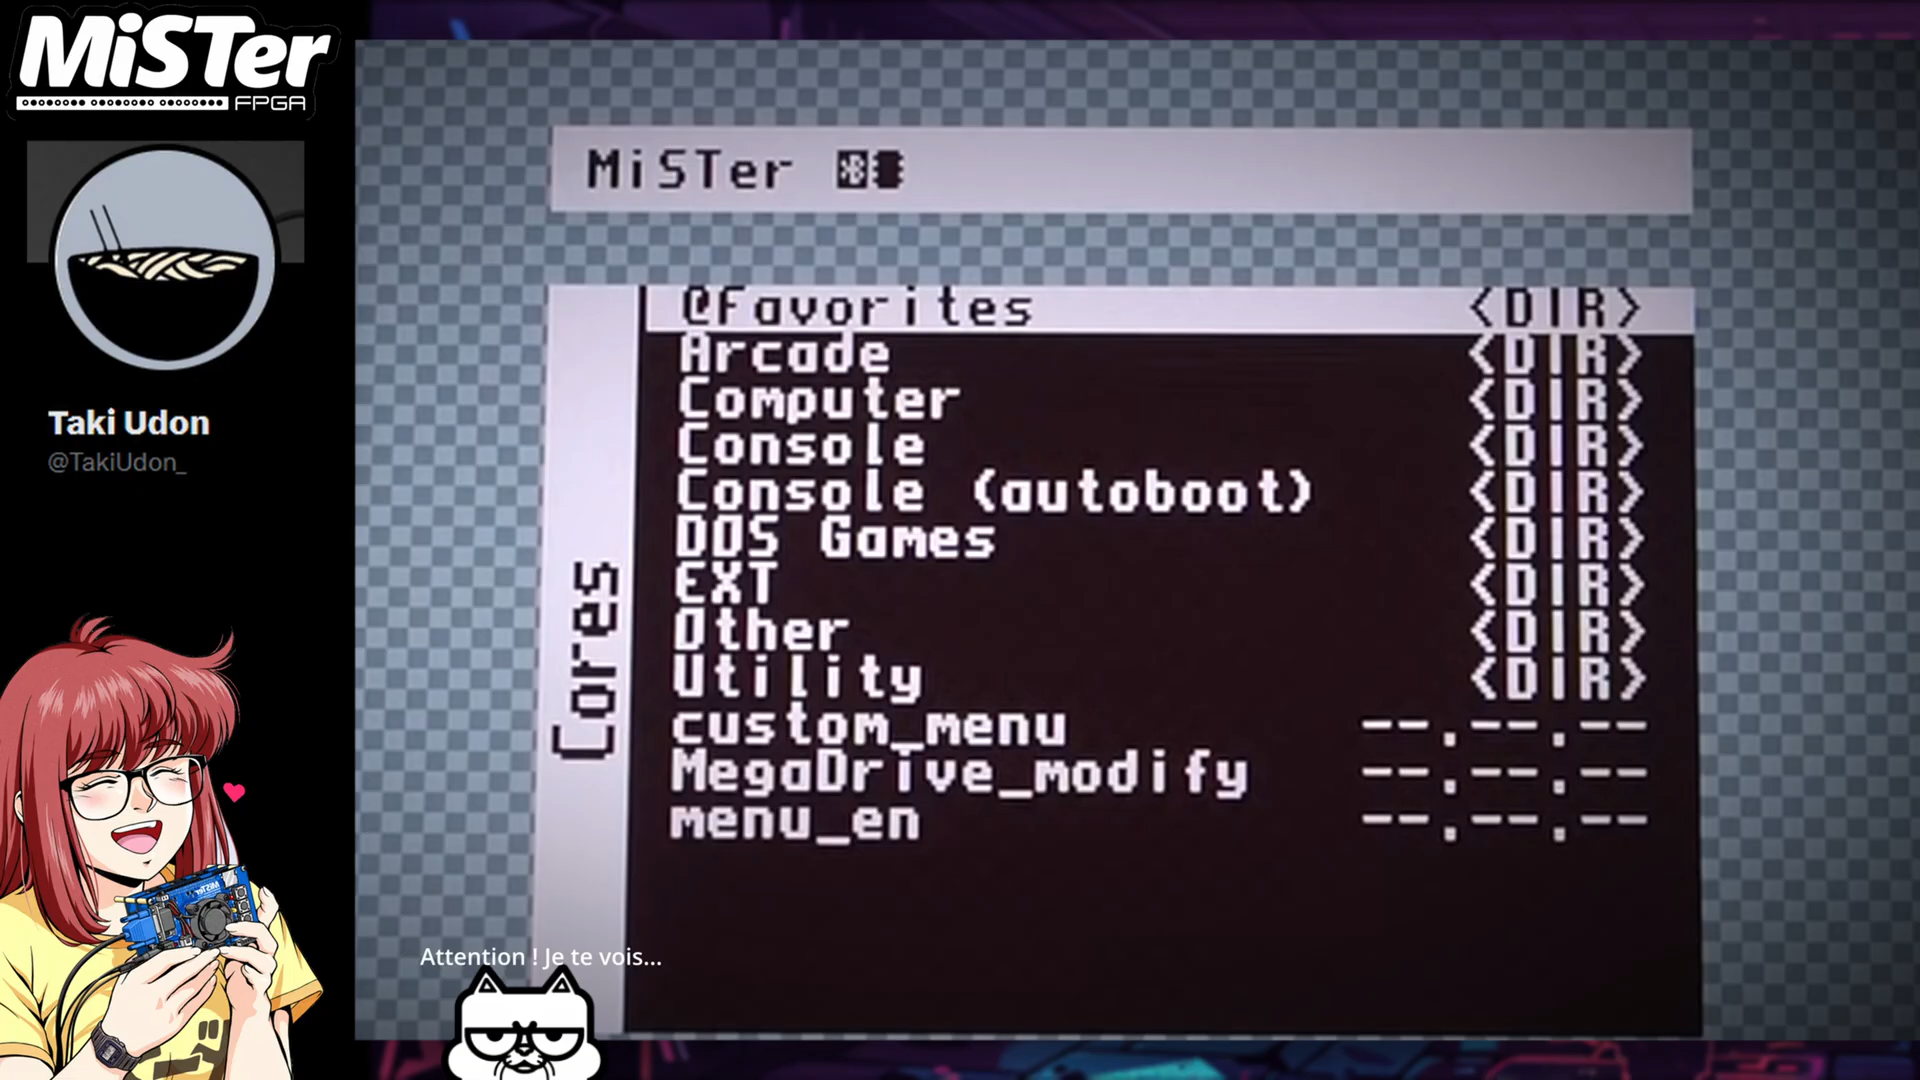 MiSTer
FPGA
Taki Udon
@TakiUdon_
MiSTer
@Favorites <DIR>
Arcade <DIR>
Computer <DIR>
Console <DIR>
Console (autoboot) <DIR>
DOS Games <DIR>
EXT <DIR>
Other <DIR>
Utility <DIR>
custom_menu --.--.--
MegaDrive_modify --.--.--
menu_en --.--.--
Cores
Attention ! Je te vois...